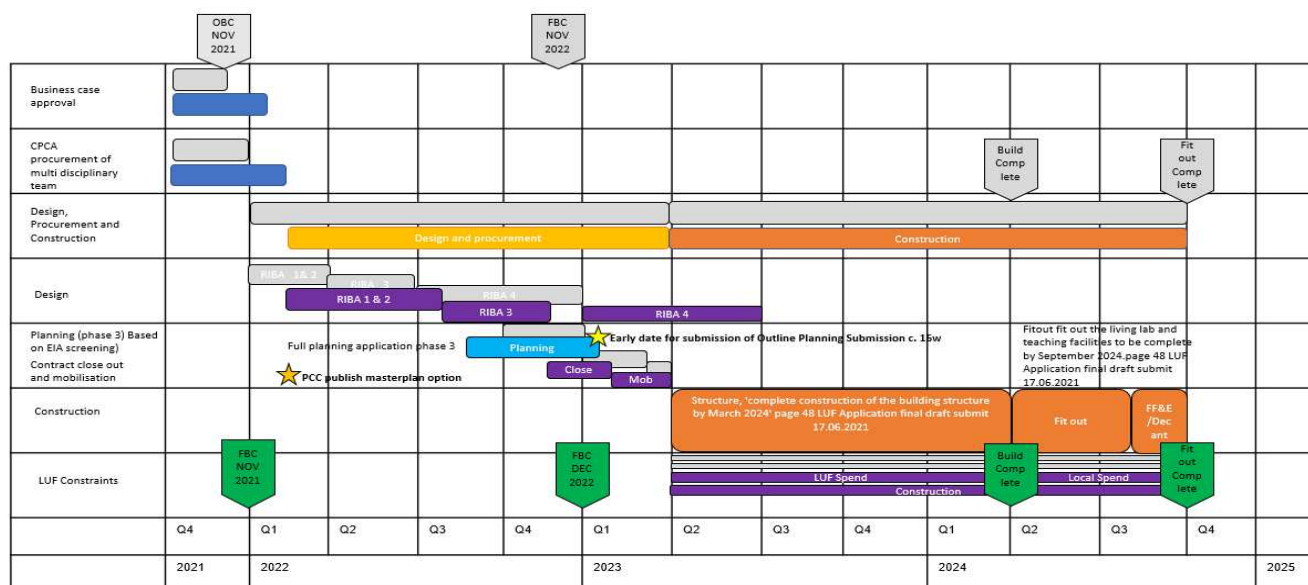 OBC
NOV
2021
FBC
NOV
2022
Business case
approval
CPCA
procurement of
multi disciplinary
team
Build
Comp
lete
Fit
out
Comp
lete
Design,
Procurement and
Construction
Design and procurement
Construction
Design
RIBA 1& 2
RIBA 3
RIBA 4
RIBA 1 & 2
RIBA 3
RIBA 4
Planning (phase 3) Based
on EIA screening)
Full planning application phase 3
Planning
Early date for submission of Outline Planning Submission c. 15w
Fitout fit out the living lab and
teaching facilities to be complete
by September 2024.page 48 LUF
Application final draft submit
17.06.2021
Contract close out
and mobilisation
PCC publish masterplan option
Close
Mob
Construction
Structure, 'complete construction of the building structure
by March 2024' page 48 LUF Application final draft submit
17.06.2021
Fit out
FF&E
/Dec
ant
LUF Constraints
FBC
NOV
2021
FBC
DEC
2022
Build
Comp
lete
Fit
out
Comp
lete
LUF Spend
Local Spend
Construction
Q4 Q1 Q2 Q3 Q4 Q1 Q2 Q3 Q4 Q1 Q2 Q3 Q4
2021 2022 2023 2024 2025